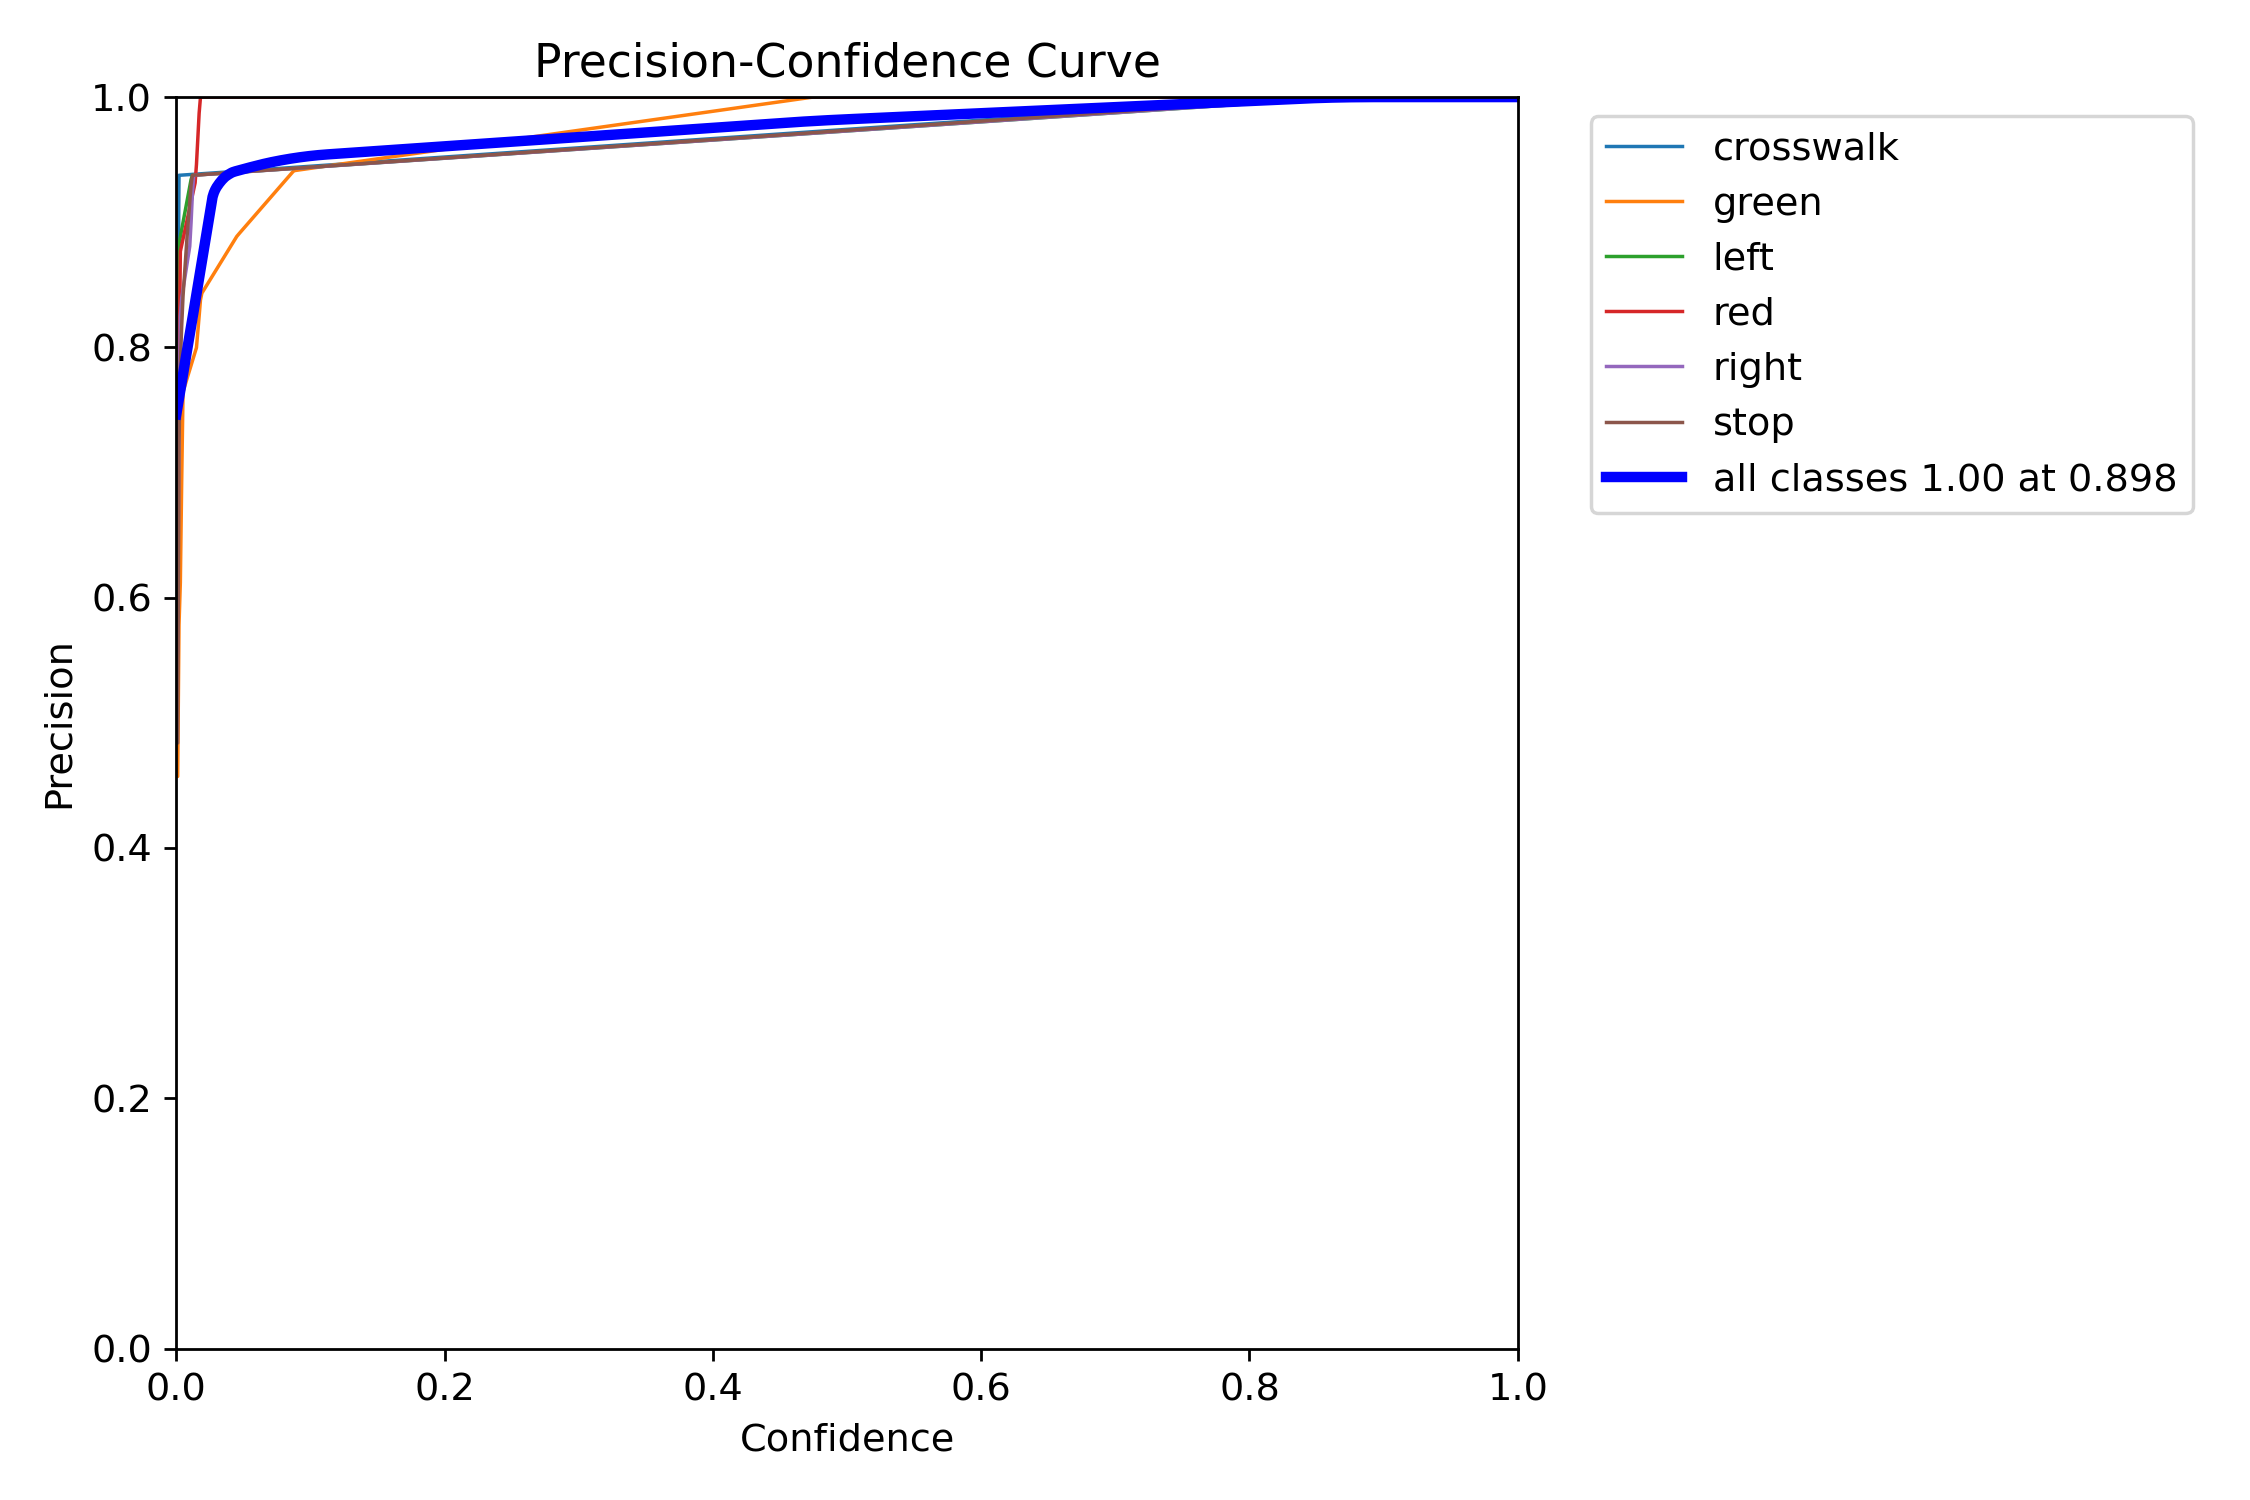 Precision-Confidence Curve
1.0
0.8
0.6
0.4
0.2
0.0
Precision
0.0 0.2 0.4 0.6 0.8 1.0
Confidence
crosswalk
green
left
red
right
stop
all classes 1.00 at 0.898